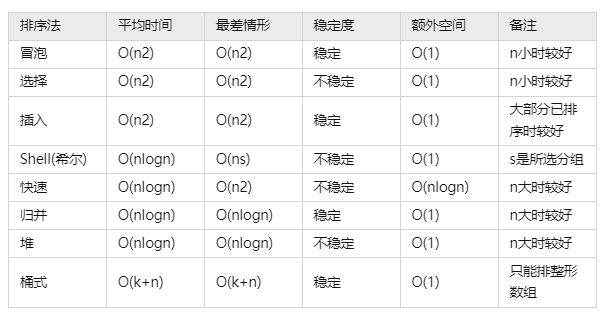 排序法 平均时间 最差情形 稳定度 额外空间 备注
冒泡 O(n2) O(n2) 稳定 O(1) n小时较好
选择 O(n2) O(n2) 不稳定 O(1) n小时较好
插入 O(n2) O(n2) 稳定 O(1) 大部分已排
序时较好
Shell(希尔) O(nlogn) O(ns) 不稳定 O(1) s是所选分组
快速 O(nlogn) O(n2) 不稳定 O(nlogn) n大时较好
归并 O(nlogn) O(nlogn) 稳定 O(1) n大时较好
堆 O(nlogn) O(nlogn) 不稳定 O(1) n大时较好
桶式 O(k+n) O(k+n) 稳定 O(1) 只能排整形
数组